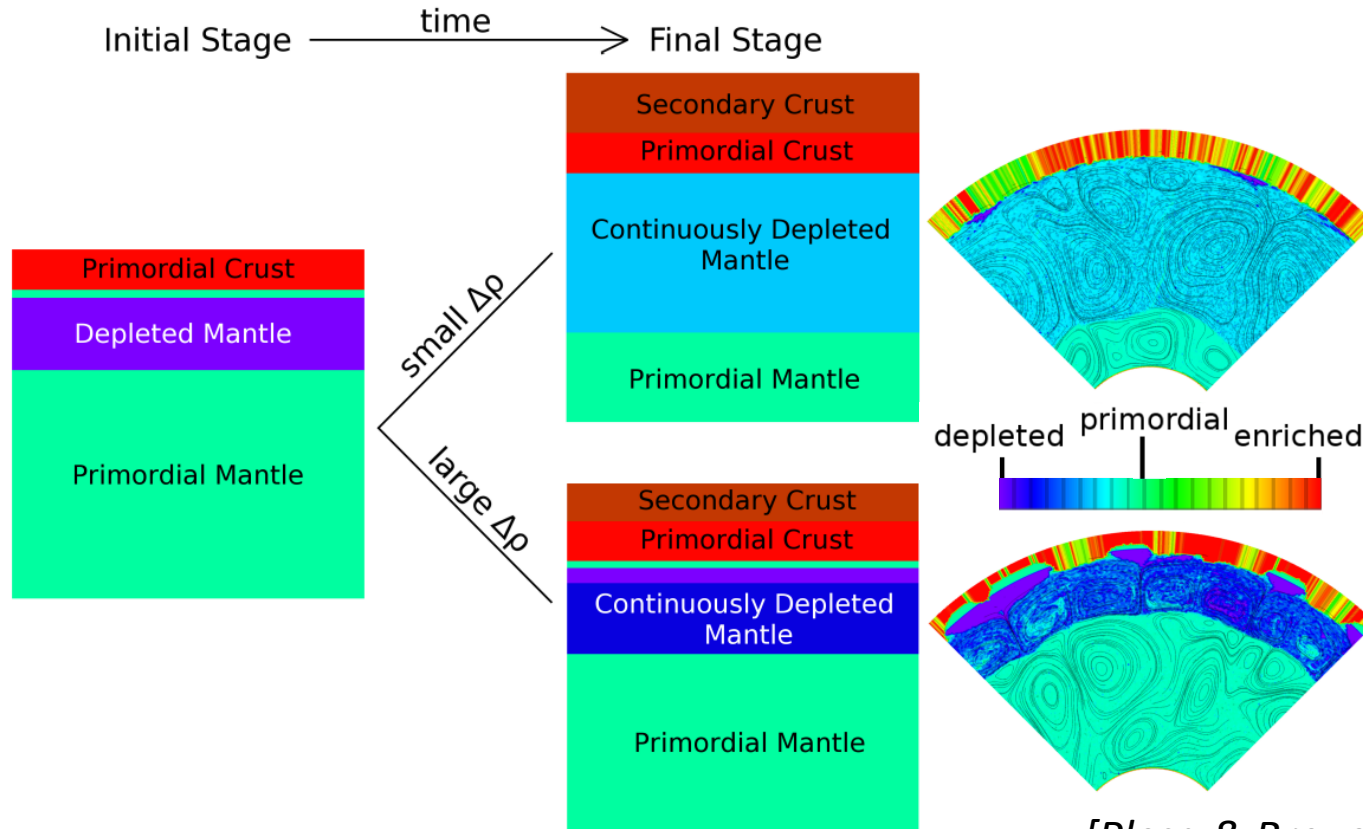 Initial Stage
time
Final Stage
Primordial Crust
Depleted Mantle
Primordial Mantle
small Δρ
large Δρ
Secondary Crust
Primordial Crust
Continuously Depleted
Mantle
Primordial Mantle
depleted
primordial
enriched
Secondary Crust
Primordial Crust
Continuously Depleted
Mantle
Primordial Mantle